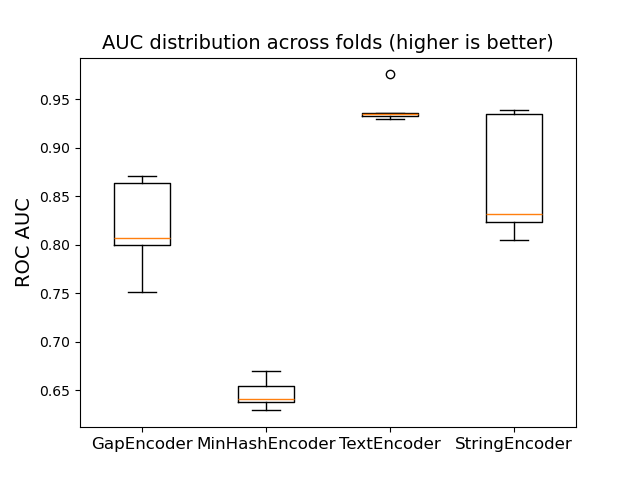 AUC distribution across folds (higher is better)
ROC AUC
0.95
0.90
0.85
0.80
0.75
0.70
0.65
GapEncoder MinHashEncoder TextEncoder StringEncoder